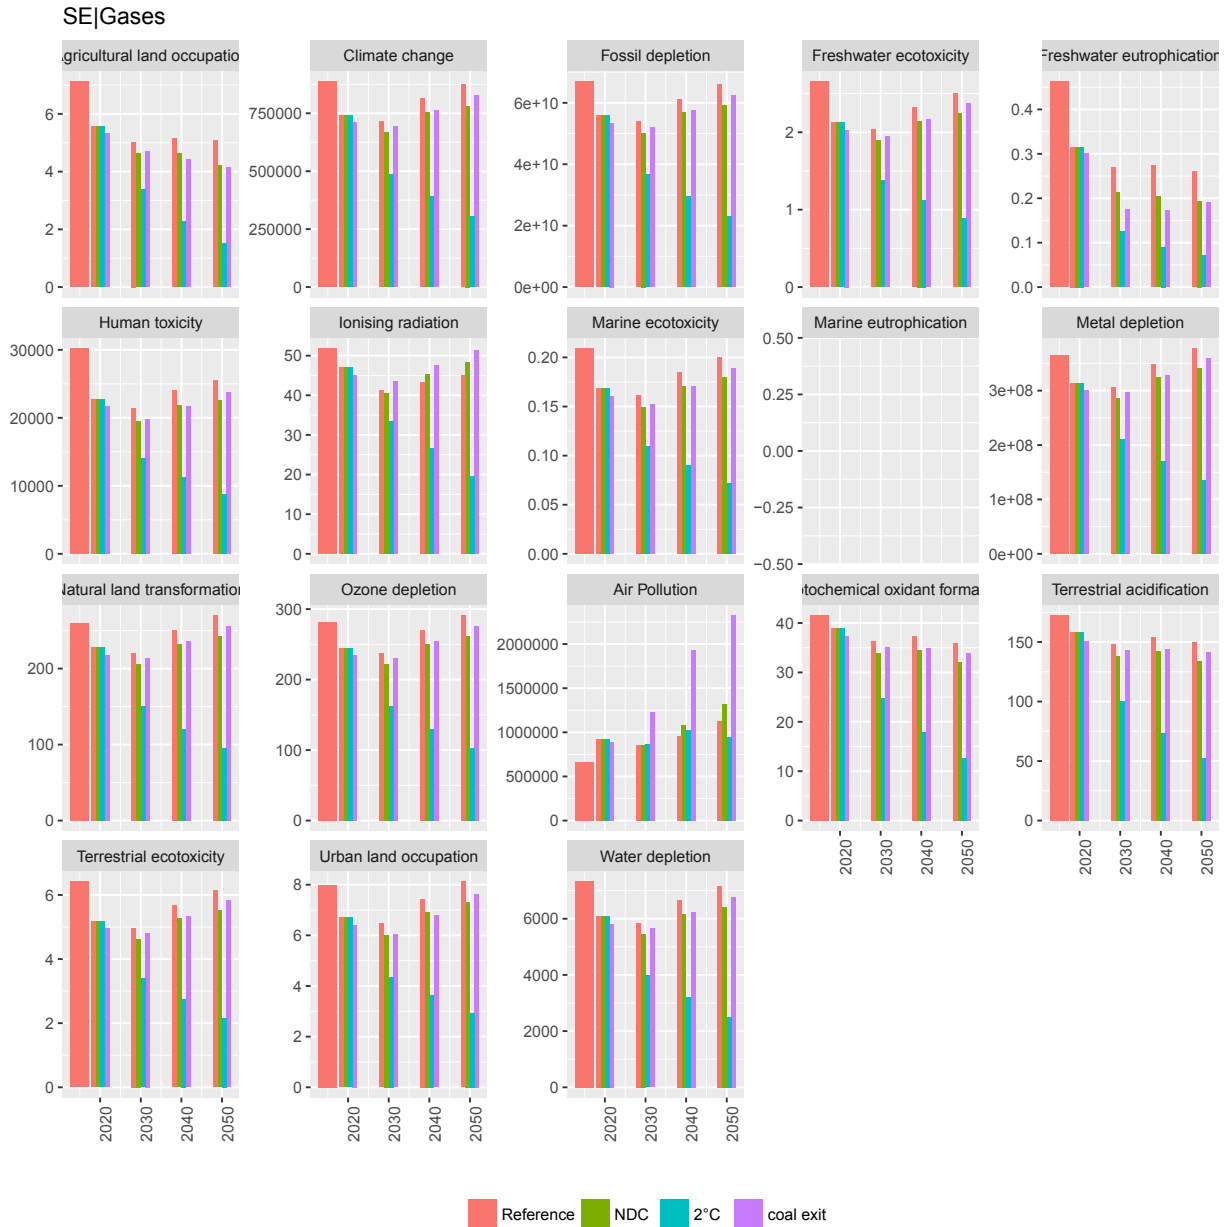 SE|Gases
Agricultural land occupation
Climate change
Fossil depletion
Freshwater ecotoxicity
Freshwater eutrophication
6
4
2
0
750000
500000
250000
0
6e+10
4e+10
2e+10
0e+00
2
1
0
0.4
0.3
0.2
0.1
0.0
Human toxicity
Ionising radiation
Marine ecotoxicity
Marine eutrophication
Metal depletion
30000
20000
10000
0
50
40
30
20
10
0
0.20
0.15
0.10
0.05
0.00
0.50
0.25
0.00
−0.25
−0.50
3e+08
2e+08
1e+08
0e+00
Natural land transformation
Ozone depletion
Air Pollution
otochemical oxidant forma
Terrestrial acidification
200
100
0
300
200
100
0
2000000
1500000
1000000
500000
0
40
30
20
10
0
150
100
50
0
2020
2030
2040
2050
2020
2030
2040
2050
Terrestrial ecotoxicity
Urban land occupation
Water depletion
6
4
2
0
8
6
4
2
0
6000
4000
2000
0
2020
2030
2040
2050
2020
2030
2040
2050
2020
2030
2040
2050
Reference
NDC
2°C
coal exit